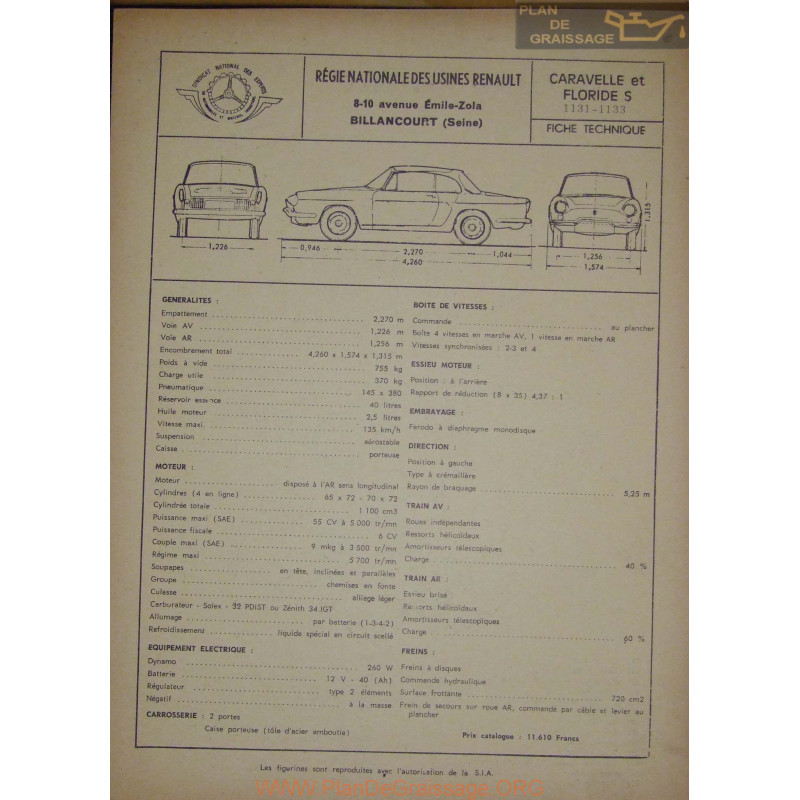 PLAN
DE
GRAISSAGE
SYNDICAT NATIONAL DES EXPERTS
RÉGIE NATIONALE DES USINES RENAULT
8-10 avenue Émile-Zola
BILLANCOURT (Seine)
CARAVELLE et
FLORIDE S
1131-1133
FICHE TECHNIQUE
1,226
0,946
2,270
1,044
4,260
1,256
1,574
1,315
GENERALITES :
Empattement 2,270 m
Voie AV 1,226 m
Voie AR 1,256 m
Encombrement total 4,260 x 1,574 x 1,315 m
Poids à vide 755 kg
Charge utile 370 kg
Pneumatique 145 x 380
Réservoir essence 40 litres
Huile moteur 2,5 litres
Vitesse maxi. 135 km/h
Suspension aérostable
Caisse porteuse
MOTEUR :
Moteur disposé à l'AR sens longitudinal
Cylindres (4 en ligne) 65 x 72 - 70 x 72
Cylindrée totale 1 100 cm3
Puissance maxi (SAE) 55 CV à 5 000 tr/mn
Puissance fiscale 6 CV
Couple maxi (SAE) 9 mkg à 3 500 tr/mn
Régime maxi 5 700 tr/mn
Soupapes en tête, inclinées et parallèles
Groupe chemises en fonte
Culasse alliage léger
Carburateur - Solex - 32 PDIST ou Zénith 34.IGT
Allumage par batterie (1-3-4-2)
Refroidissement liquide spécial en circuit scellé
EQUIPEMENT ELECTRIQUE :
Dynamo 260 W
Batterie 12 V - 40 (Ah)
Régulateur type 2 éléments
Négatif à la masse
CARROSSERIE : 2 portes
Caise porteuse (tôle d'acier emboutie)
BOITE DE VITESSES :
Commande au plancher
Boîte 4 vitesses en marche AV, 1 vitesse en marche AR
Vitesses synchronisées : 2-3 et 4
ESSIEU MOTEUR :
Position : à l'arrière
Rapport de réduction (8 x 35) 4,37 : 1
EMBRAYAGE :
Ferodo à diaphragme monodisque
DIRECTION :
Position à gauche
Type à crémaillère
Rayon de braquage 5,25 m
TRAIN AV :
Roues indépendantes
Ressorts hélicoïdaux
Amortisseurs télescopiques
Charge 40 %
TRAIN AR :
Essieu brisé
Ressorts hélicoïdaux
Amortisseurs télescopiques
Charge 60 %
FREINS :
Freins à disques
Commande hydraulique
Surface frottante 720 cm2
Frein de secours sur roue AR, commandé par câble et levier au
plancher
Prix catalogue : 11.610 Francs
Les figurines sont reproduites avec l'autorisation de la S.I.A.
www.PlanDeGraissage.ORG